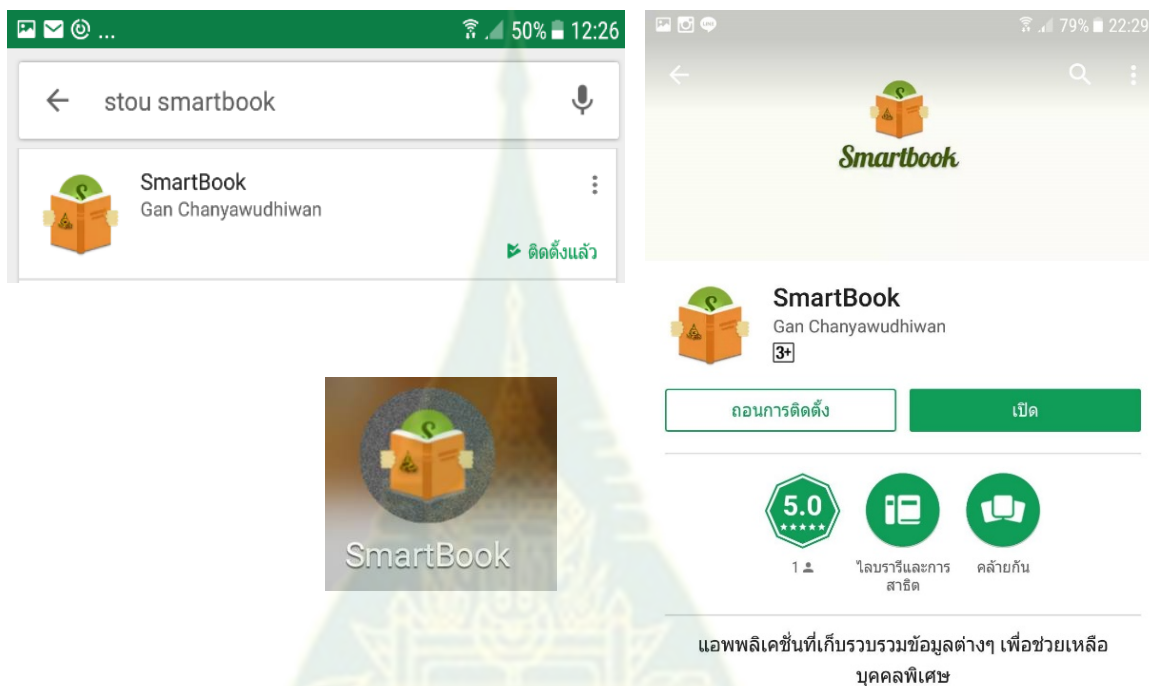 ... 50% 12:26
stou smartbook
SmartBook
Gan Chanyawudhiwan
ติดตั้งแล้ว
SmartBook
79% 22:29
Smartbook
SmartBook
Gan Chanyawudhiwan
3+
ถอนการติดตั้ง เปิด
5.0
1 ไลบรารีและการ คล้ายกัน
สาธิต
แอพพลิเคชั่นที่เก็บรวบรวมข้อมูลต่างๆ เพื่อช่วยเหลือ
บุคคลพิเศษ